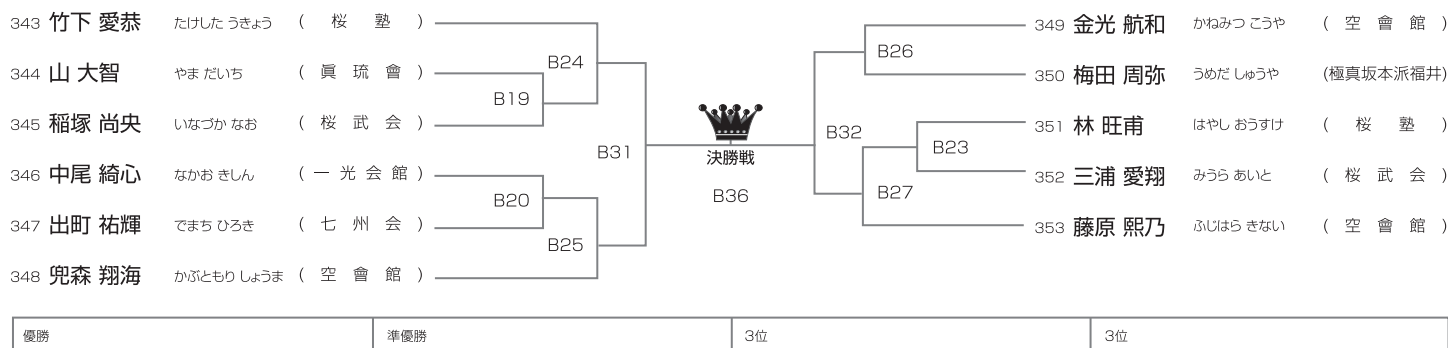 343 竹下 愛恭 たけした うきょう ( 桜 塾 )
344 山 大智 やま だいち ( 眞 琉 會 )
345 稲塚 尚央 いなづか なお ( 桜 武 会 )
346 中尾 綺心 なかお きしん ( 一 光 会 館 )
347 出町 祐輝 でまち ひろき ( 七 州 会 )
348 兜森 翔海 かぶともり しょうま ( 空 會 館 )
B24
B19
B31
B20
B25
決勝戦
B36
B26
B32
B23
B27
349 金光 航和 かねみつ こうや ( 空 會 館 )
350 梅田 周弥 うめだ しゅうや (極真坂本派福井)
351 林 旺甫 はやし おうすけ ( 桜 塾 )
352 三浦 愛翔 みうら あいと ( 桜 武 会 )
353 藤原 熙乃 ふじはら きない ( 空 會 館 )
優勝 準優勝 3位 3位